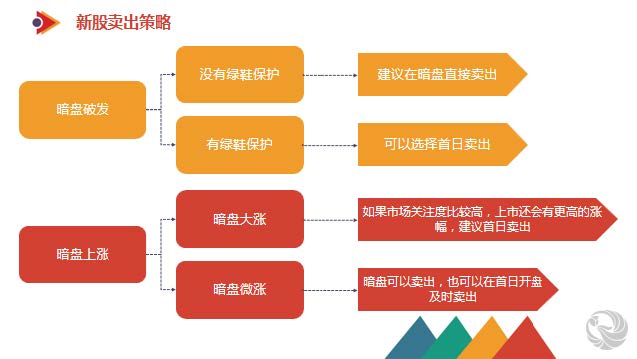 新股卖出策略
暗盘破发
没有绿鞋保护
建议在暗盘直接卖出
有绿鞋保护
可以选择首日卖出
暗盘上涨
暗盘大涨
如果市场关注度比较高，上市还会有更高的涨
幅，建议首日卖出
暗盘微涨
暗盘可以卖出，也可以在首日开盘
及时卖出